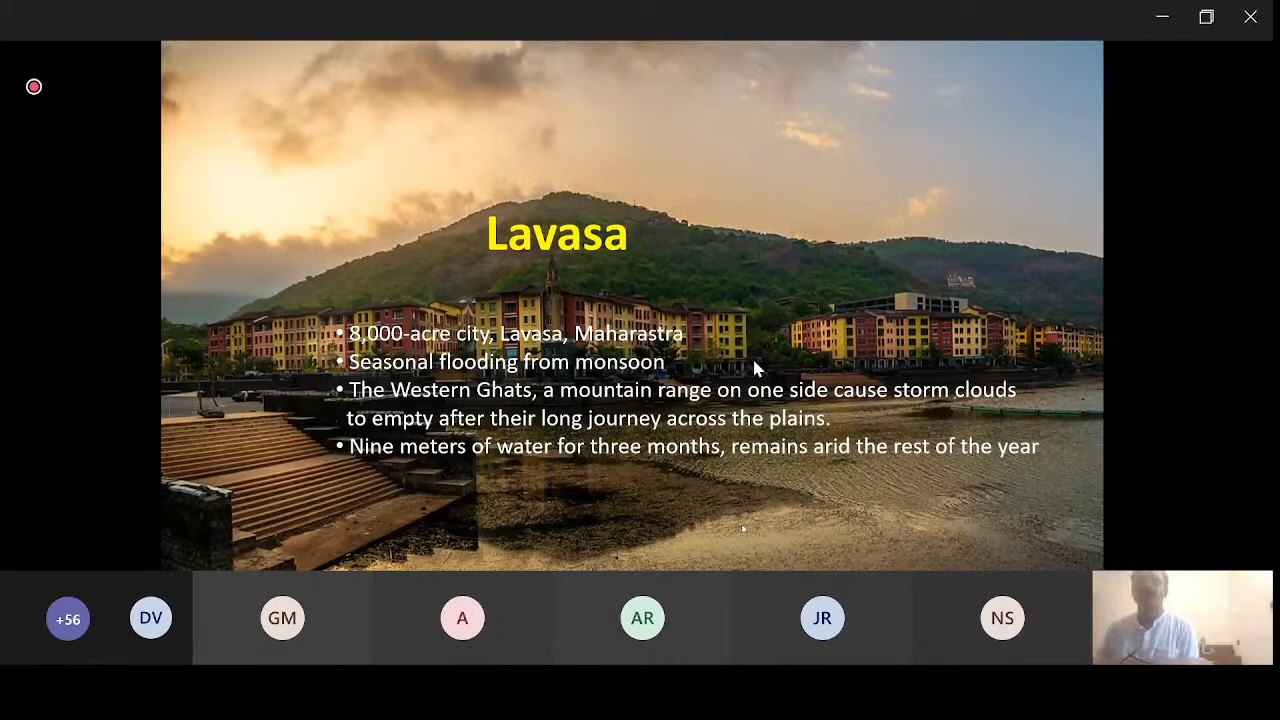 Lavasa
• 8,000-acre city, Lavasa, Maharastra
• Seasonal flooding from monsoon
• The Western Ghats, a mountain range on one side cause storm clouds
to empty after their long journey across the plains.
• Nine meters of water for three months, remains arid the rest of the year
+56 DV GM A AR JR NS